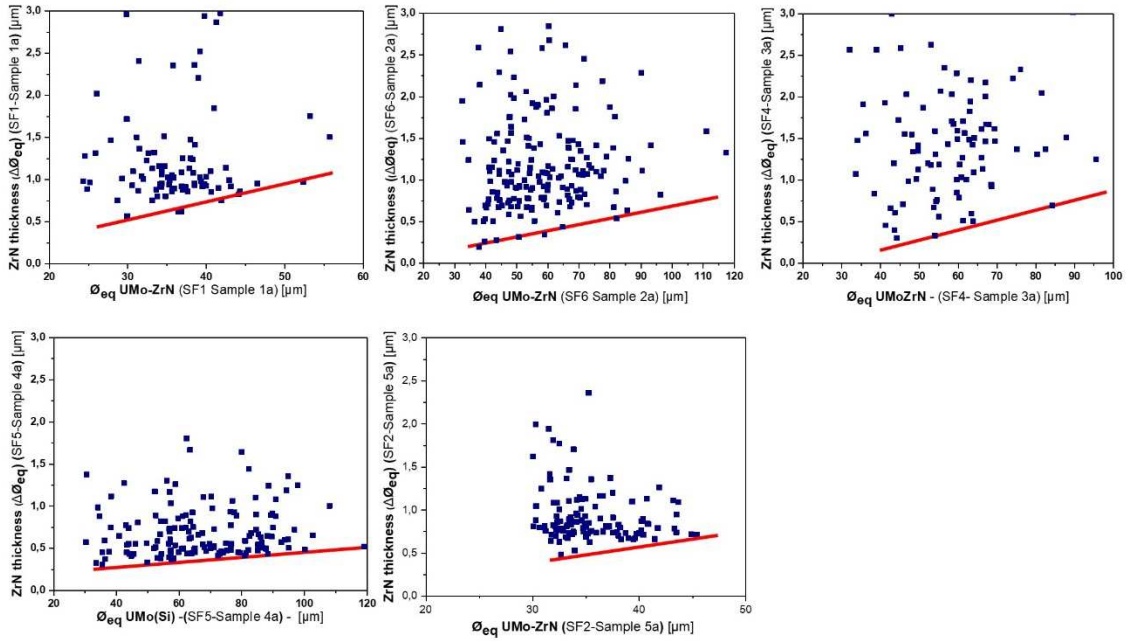 3,0
2,5
2,0
1,5
1,0
0,5
0,0
20 30 40 50 60
ZrN thickness (ΔØeq) (SF1-Sample 1a) [µm]
Øeq UMo-ZrN (SF1 Sample 1a) [µm]
3,0
2,5
2,0
1,5
1,0
0,5
0,0
20 30 40 50 60 70 80 90 100 110 120
ZrN thickness (ΔØeq) (SF6-Sample 2a) [µm]
Øeq UMo-ZrN (SF6 Sample 2a) [µm]
3,0
2,5
2,0
1,5
1,0
0,5
0,0
20 40 60 80 100
ZrN thickness (ΔØeq) (SF4-Sample 3a) [µm]
Øeq UMoZrN - (SF4- Sample 3a) [µm]
3,0
2,5
2,0
1,5
1,0
0,5
0,0
20 40 60 80 100 120
ZrN thickness (ΔØeq) (SF5-Sample 4a) [µm]
Øeq UMo(Si) -(SF5-Sample 4a) - [µm]
3,0
2,5
2,0
1,5
1,0
0,5
0,0
20 30 40 50
ZrN thickness (ΔØeq) (SF2-Sample 5a) [µm]
Øeq UMo-ZrN (SF2-Sample 5a) [µm]